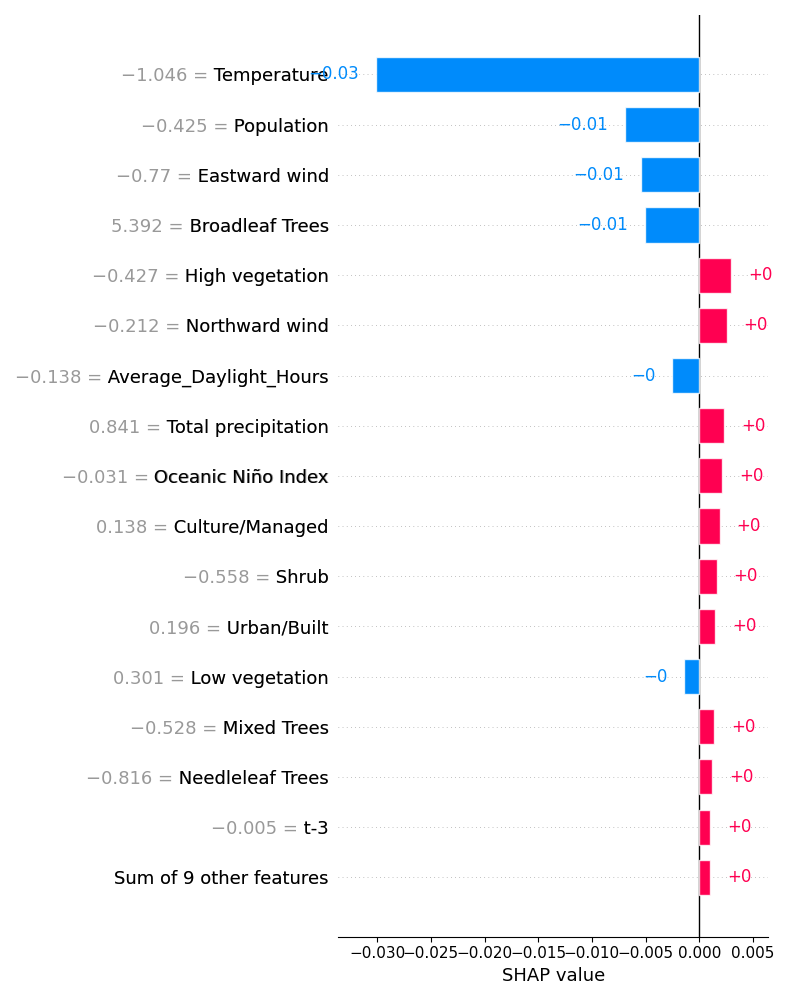 −1.046 = Temperature −0.03
−0.425 = Population −0.01
−0.77 = Eastward wind −0.01
5.392 = Broadleaf Trees −0.01
−0.427 = High vegetation +0
−0.212 = Northward wind +0
−0.138 = Average_Daylight_Hours −0
0.841 = Total precipitation +0
−0.031 = Oceanic Niño Index +0
0.138 = Culture/Managed +0
−0.558 = Shrub +0
0.196 = Urban/Built +0
0.301 = Low vegetation −0
−0.528 = Mixed Trees +0
−0.816 = Needleleaf Trees +0
−0.005 = t-3 +0
Sum of 9 other features +0
−0.030 −0.025 −0.020 −0.015 −0.010 −0.005 0.000 0.005
SHAP value